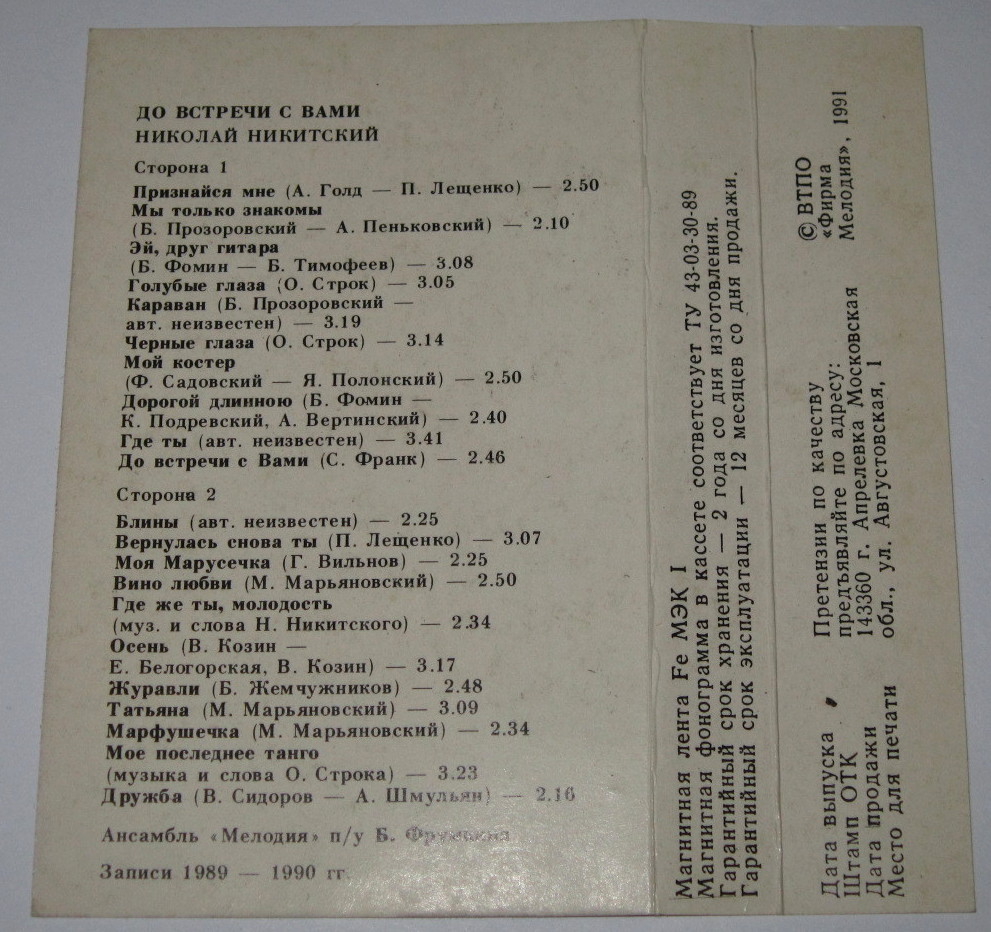 ДО ВСТРЕЧИ С ВАМИ
НИКОЛАЙ НИКИТСКИЙ
Сторона 1
Признайся мне (А. Голд — П. Лещенко) — 2.50
Мы только знакомы
(Б. Прозоровский — А. Пеньковский) — 2.10
Эй, друг гитара
(Б. Фомин — Б. Тимофеев) — 3.08
Голубые глаза (О. Строк) — 3.05
Караван (Б. Прозоровский —
авт. неизвестен) — 3.19
Черные глаза (О. Строк) — 3.14
Мой костер
(Ф. Садовский — Я. Полонский) — 2.50
Дорогой длинною (Б. Фомин —
К. Подревский, А. Вертинский) — 2.40
Где ты (авт. неизвестен) — 3.41
До встречи с Вами (С. Франк) — 2.46
Сторона 2
Блины (авт. неизвестен) — 2.25
Вернулась снова ты (П. Лещенко) — 3.07
Моя Марусечка (Г. Вильнов) — 2.25
Вино любви (М. Марьяновский) — 2.50
Где же ты, молодость
(муз. и слова Н. Никитского) — 2.34
Осень (В. Козин —
Е. Белогорская, В. Козин) — 3.17
Журавли (Б. Жемчужников) — 2.48
Татьяна (М. Марьяновский) — 3.09
Марфушечка (М. Марьяновский) — 2.34
Мое последнее танго
(музыка и слова О. Строка) — 3.23
Дружба (В. Сидоров — А. Шмульян) — 2.16
Ансамбль «Мелодия» п/у Б. Фрумкина
Записи 1989 — 1990 гг.
Магнитная лента Fe МЭК I
Магнитная фонограмма в кассете соответствует ТУ 43-03-30-89
Гарантийный срок хранения — 2 года со дня изготовления.
Гарантийный срок эксплуатации — 12 месяцев со дня продажи.
Дата выпуска
Штамп ОТК
Дата продажи
Место для печати
Претензии по качеству
предъявляйте по адресу:
143360 г. Апрелевка Московская
обл., ул. Августовская, 1
© ВТПО
«Фирма
Мелодия», 1991